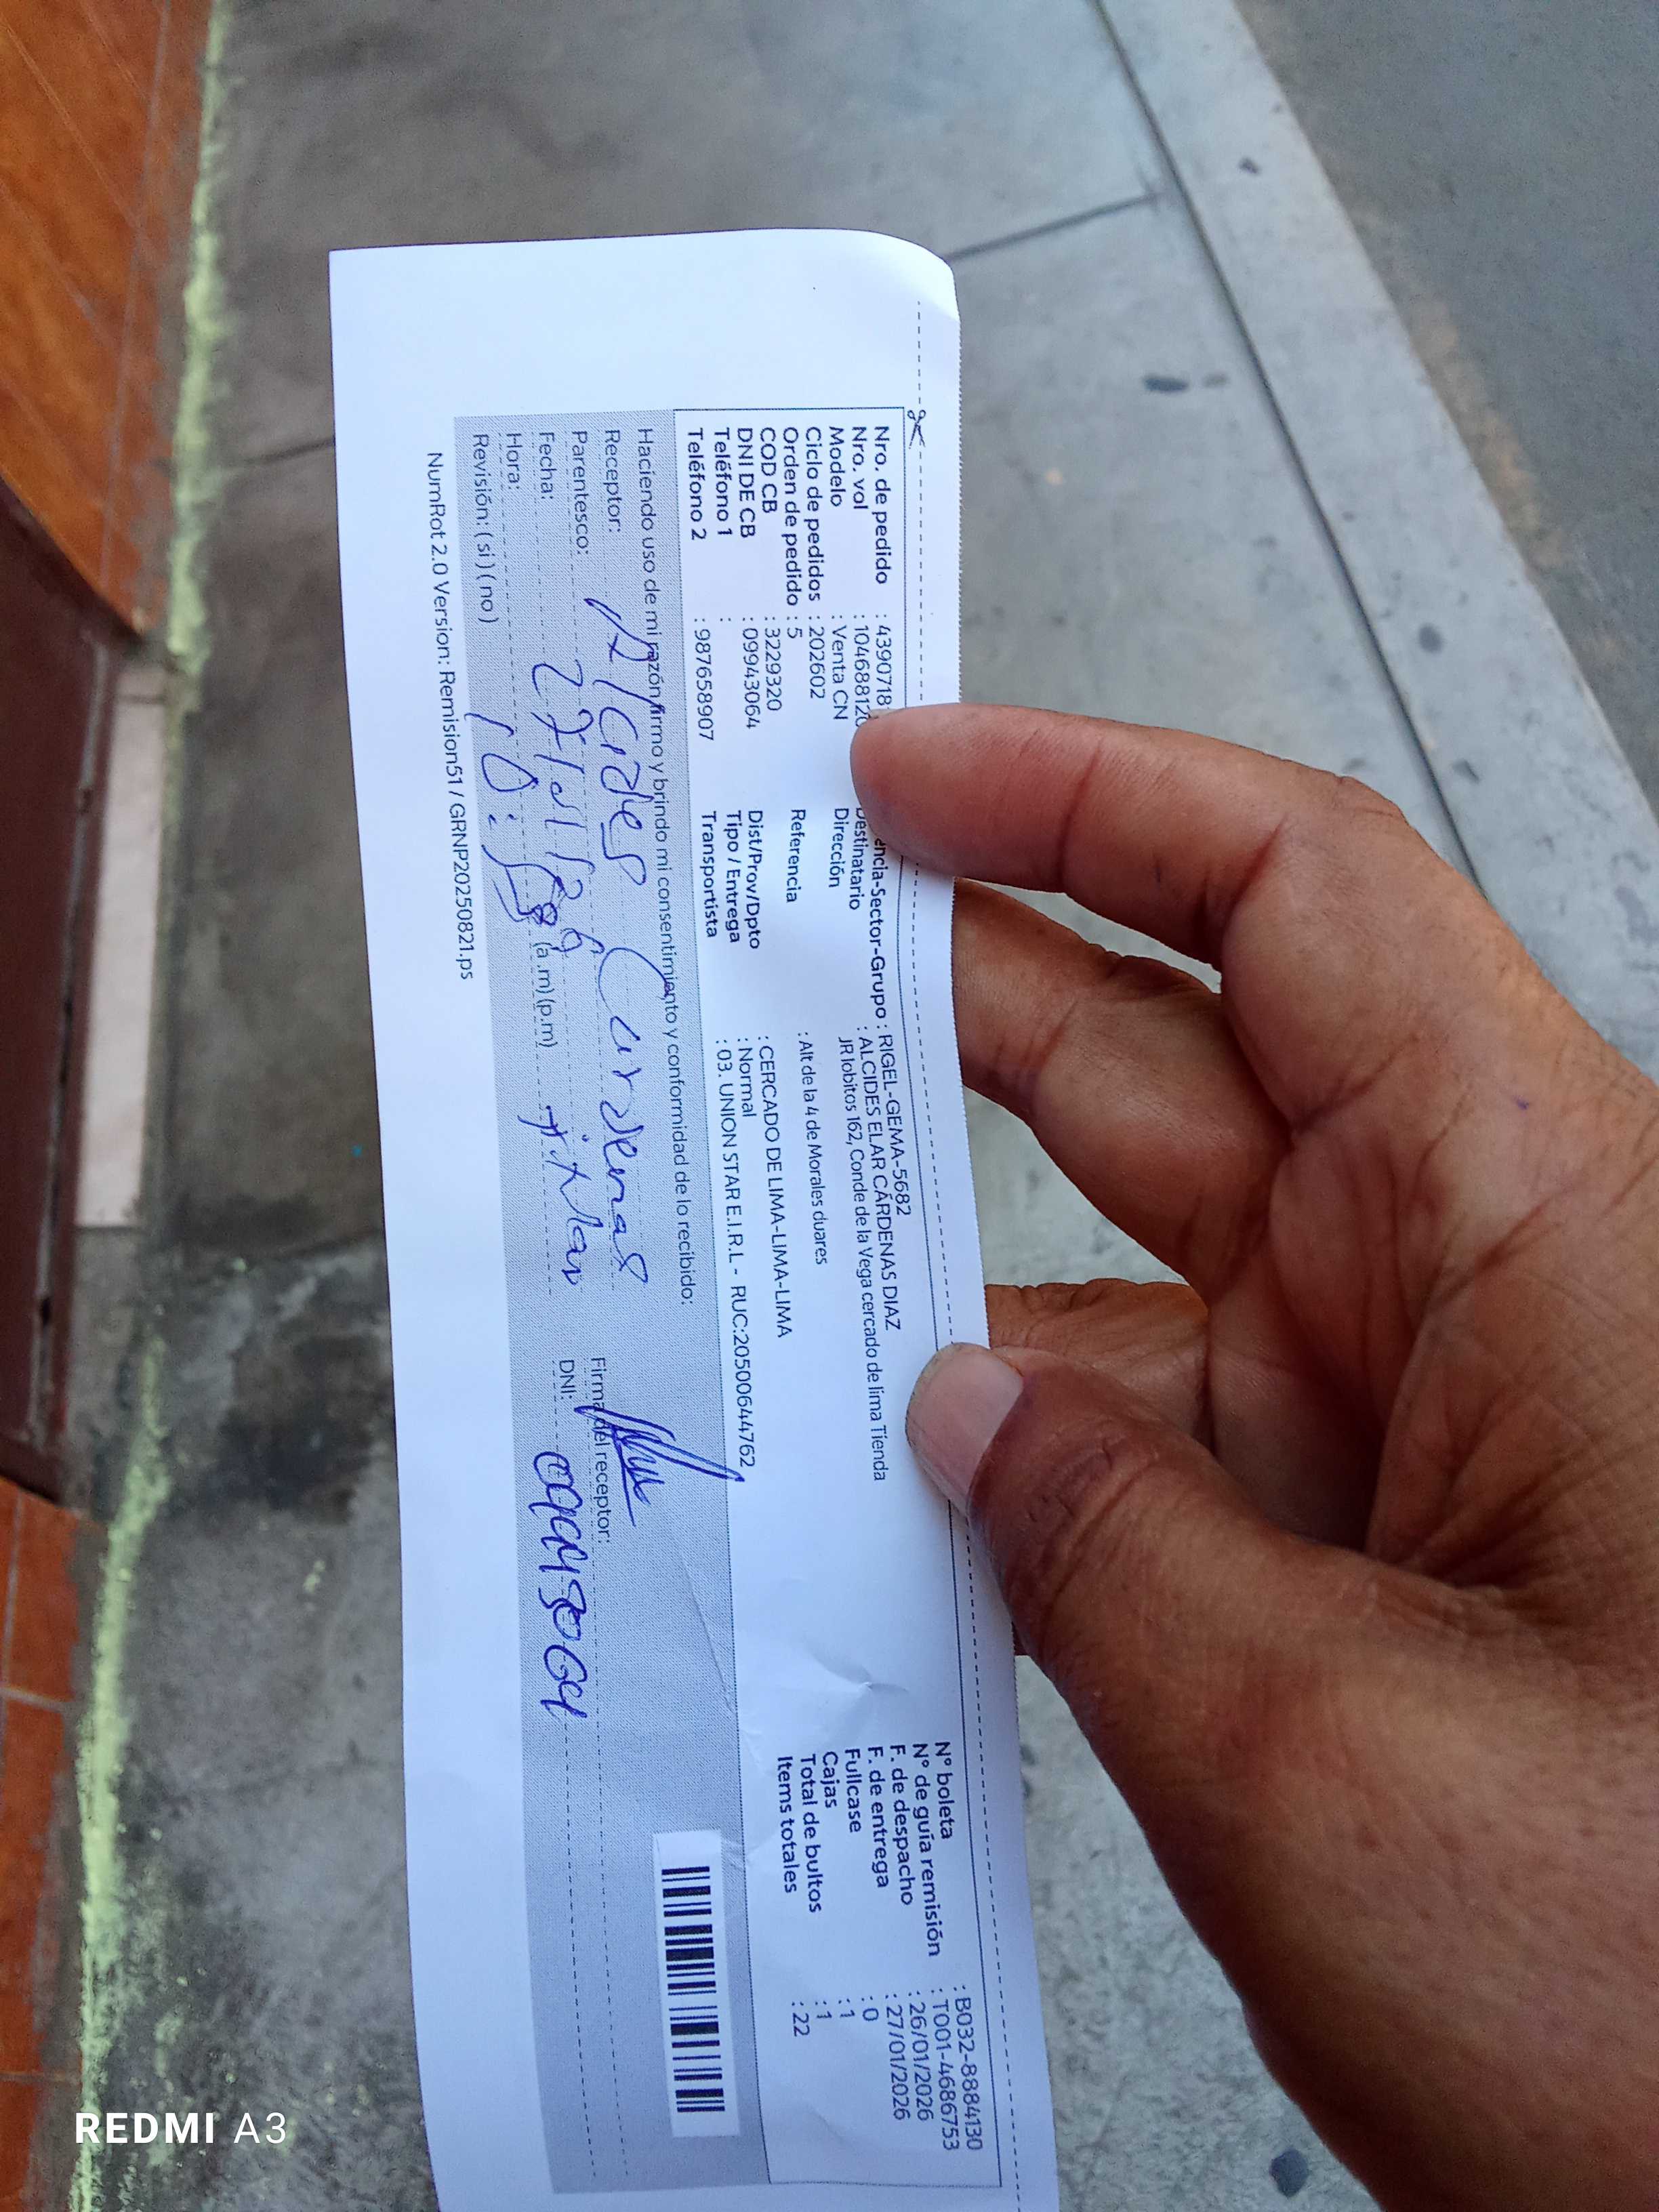 Nro. de pedido : 4390718
Nro. vol : 10468812
Modelo : Venta CN
Ciclo de pedidos : 202602
Orden de pedido : 5
COD CB : 3229320
DNI DE CB : 09943064
Teléfono 1 :
Teléfono 2 : 987658907
encia-Sector-Grupo : RIGEL-GEMA-5682
Destinatario : ALCIDES ELAR CÁRDENAS DIAZ
Dirección JR lobitos 162, Conde de la Vega cercado de lima Tienda
Referencia : Alt de la 4 de Morales duares
Dist/Prov/Dpto : CERCADO DE LIMA-LIMA-LIMA
Tipo / Entrega : Normal
Transportista : 03. UNION STAR E.I.R.L - RUC:20500644762
N° boleta : B032-8884130
N° de guía remisión : T001-4686753
F. de despacho : 26/01/2026
F. de entrega : 27/01/2026
Fullcase : 0
Cajas : 1
Total de bultos : 1
Items totales : 22
Haciendo uso de mi razón firmo y brindo mi consentimiento y conformidad de lo recibido:
Receptor: Alcides Cardenas
Parentesco: titular
Fecha: 27/01/26
Hora: 10: (a.m) (p.m)
Revisión: ( si ) ( no )
Firma del receptor:
DNI: 09943064
NumRot 2.0 Version: Remision51 / GRNP20250821.ps
REDMI A3